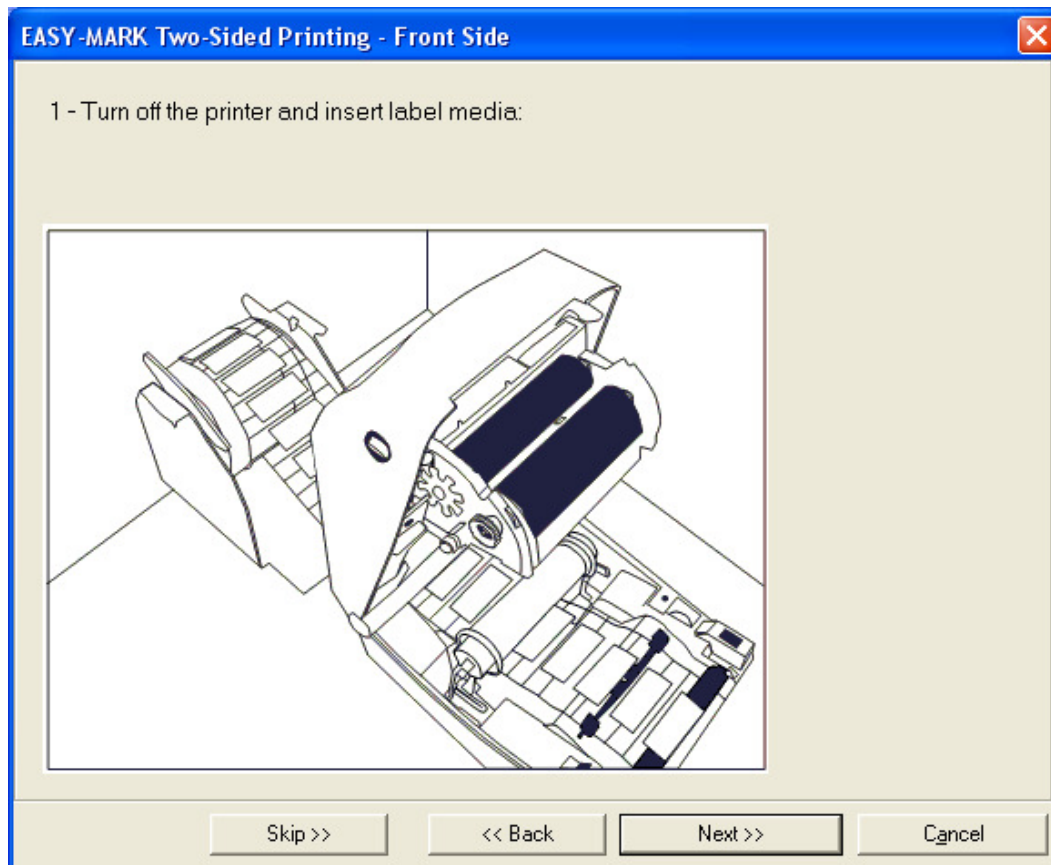 EASY-MARK Two-Sided Printing - Front Side
1 - Turn off the printer and insert label media:
Skip >>
<< Back
Next >>
Cancel